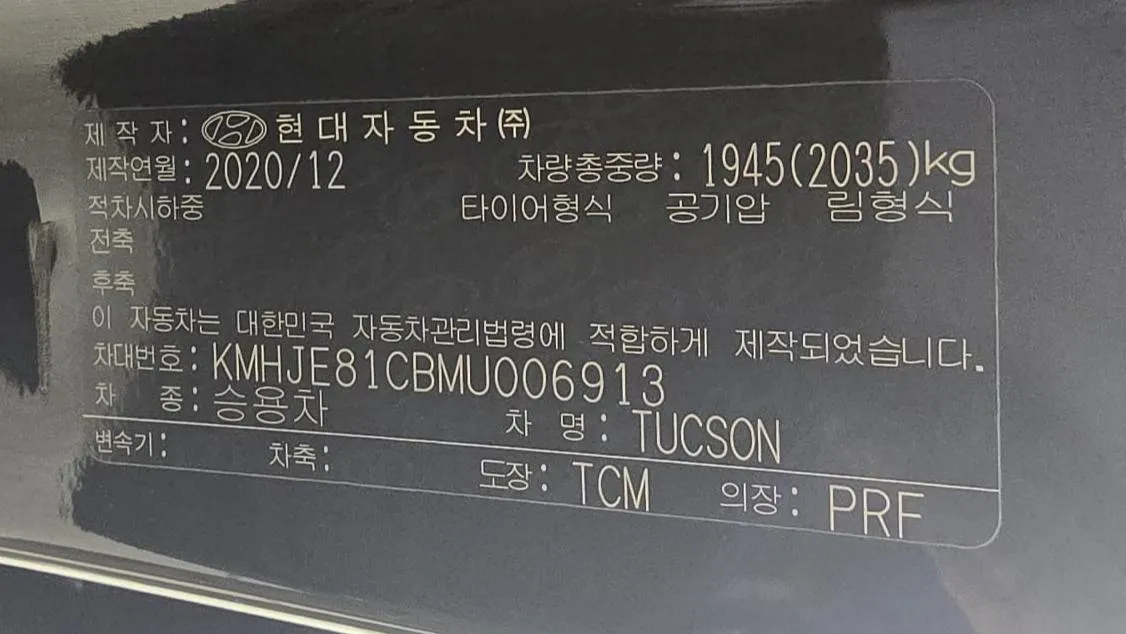 제 작 자 : 현대자동차(주)
제작연월 : 2020/12 차량총중량 : 1945(2035)kg
적차시하중 타이어형식 공기압 림형식
전축
후축
이 자동차는 대한민국 자동차관리법령에 적합하게 제작되었습니다.
차대번호 : KMHJE81CBMU006913
차 종 : 승용차 차 명 : TUCSON
변속기 : 차축 : 도장 : TCM 의장 : PRF